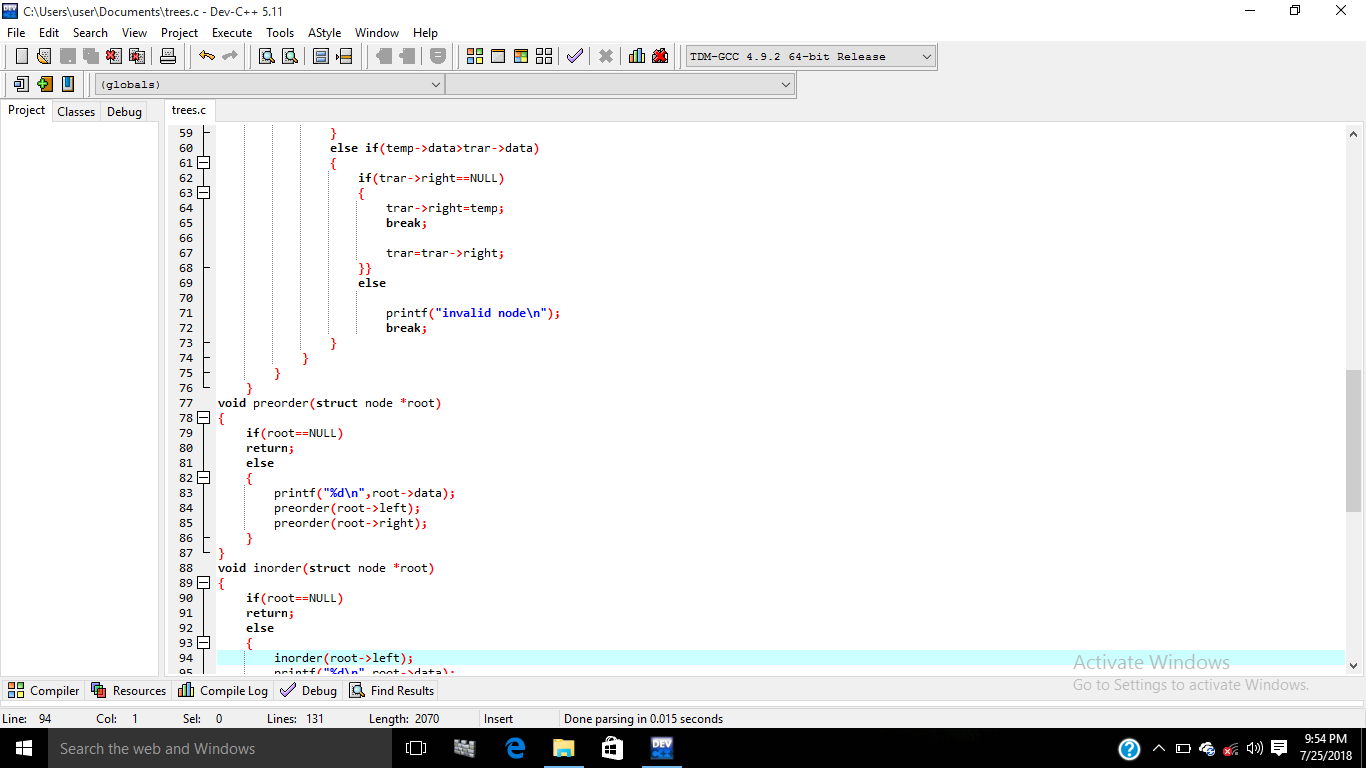 C:\Users\user\Documents\trees.c - Dev-C++ 5.11
File Edit Search View Project Execute Tools AStyle Window Help
TDM-GCC 4.9.2 64-bit Release
(globals)
Project Classes Debug trees.c
59 }
60 else if(temp->data>trar->data)
61 {
62 if(trar->right==NULL)
63 {
64 trar->right=temp;
65 break;
66
67 trar=trar->right;
68 }}
69 else
70
71 printf("invalid node\n");
72 break;
73 }
74 }
75 }
76 }
77 void preorder(struct node *root)
78 {
79 if(root==NULL)
80 return;
81 else
82 {
83 printf("%d\n",root->data);
84 preorder(root->left);
85 preorder(root->right);
86 }
87 }
88 void inorder(struct node *root)
89 {
90 if(root==NULL)
91 return;
92 else
93 {
94 inorder(root->left);
95 printf("%d\n",root->data);
Activate Windows
Go to Settings to activate Windows.
Compiler Resources Compile Log Debug Find Results
Line: 94 Col: 1 Sel: 0 Lines: 131 Length: 2070 Insert Done parsing in 0.015 seconds
Search the web and Windows
DEV
9:54 PM
7/25/2018